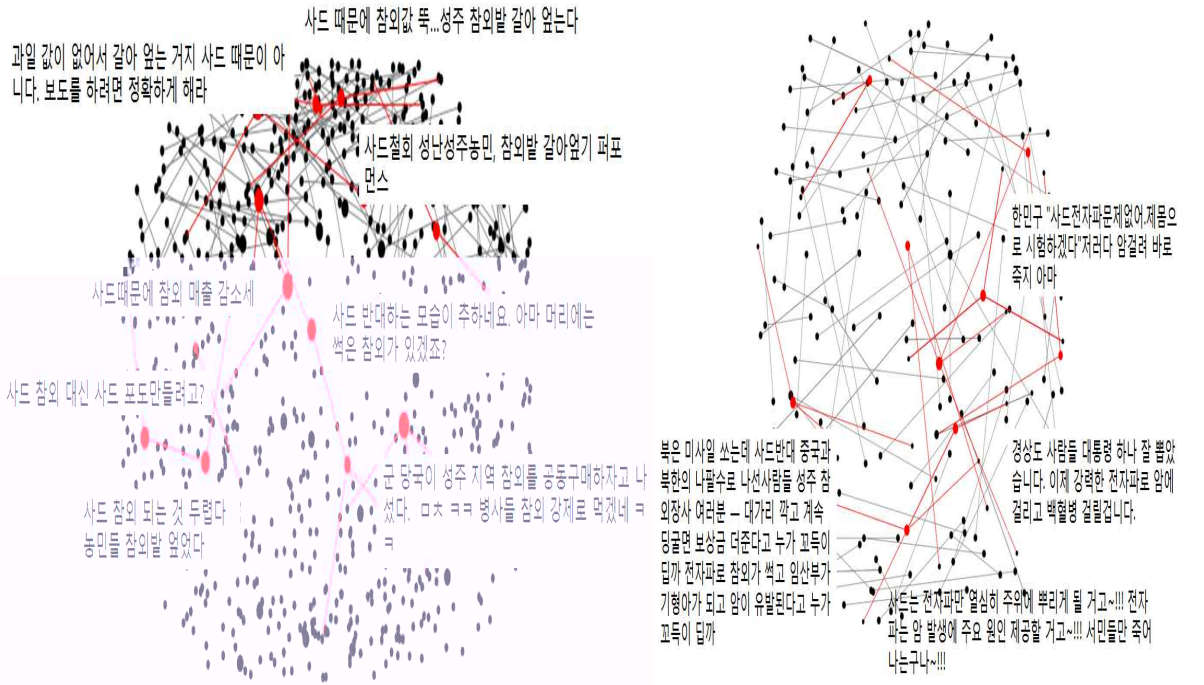 사드 때문에 참외값 뚝...성주 참외밭 갈아 엎는다
과일 값이 없어서 갈아 엎는 거지 사드 때문이 아
니다. 보도를 하려면 정확하게 해라
사드철회 성난성주농민, 참외밭 갈아엎기 퍼포
먼스
사드때문에 참외 매출 감소세
사드 반대하는 모습이 추하네요. 아마 머리에는
썩은 참외가 있겠죠?
사드 참외 대신 사드 포도만들려고?
군 당국이 성주 지역 참외를 공동구매하자고 나
섰다. ㅁㅊ ㅋㅋ 병사들 참외 강제로 먹겠네 ㅋ
ㅋ
사드 참외 되는 것 두렵다
농민들 참외밭 엎었다
한민구 "사드전자파문제없어.제몸으
로 시험하겠다"저러다 암걸려 바로
죽지 아마
북은 미사일 쏘는데 사드반대 중국과
북한의 나팔수로 나선사람들 성주 참
외장사 여러분 – 대가리 깍고 계속
딩굴면 보상금 더준다고 누가 꼬득이
딥까 전자파로 참외가 썩고 임산부가
기형아가 되고 암이 유발된다고 누가
꼬득이 딥까
경상도 사람들 대통령 하나 잘 뽑았
습니다. 이제 강력한 전자파로 암에
걸리고 백혈병 걸릴겁니다.
사드는 전자파만 열심히 주위에 뿌리게 될 거고~!!! 전자
파는 암 발생에 주요 원인 제공할 거고~!!! 서민들만 죽어
나는구나~!!!